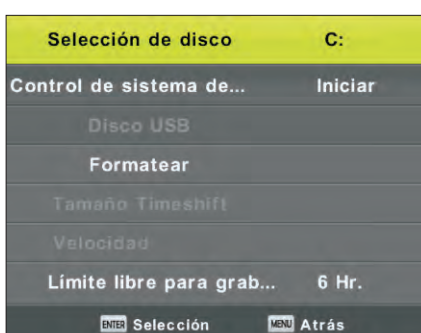 Selección de disco C:
Control de sistema de... Iniciar
Disco USB
Formatear
Tamaño Timeshift
Velocidad
Límite libre para grab... 6 Hr.
ENTER Selección MENU Atrás